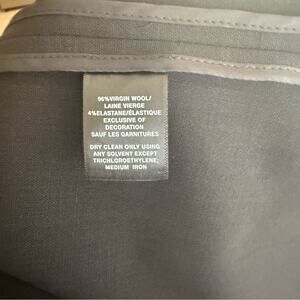 96%VIRGIN WOOL/
LAINE VIERGE
4%ELASTANE/ÉLASTIQUE
EXCLUSIVE OF
DECORATION
SAUF LES GARNITURES
DRY CLEAN ONLY USING
ANY SOLVENT EXCEPT
TRICHLOROETHYLENE;
MEDIUM IRON